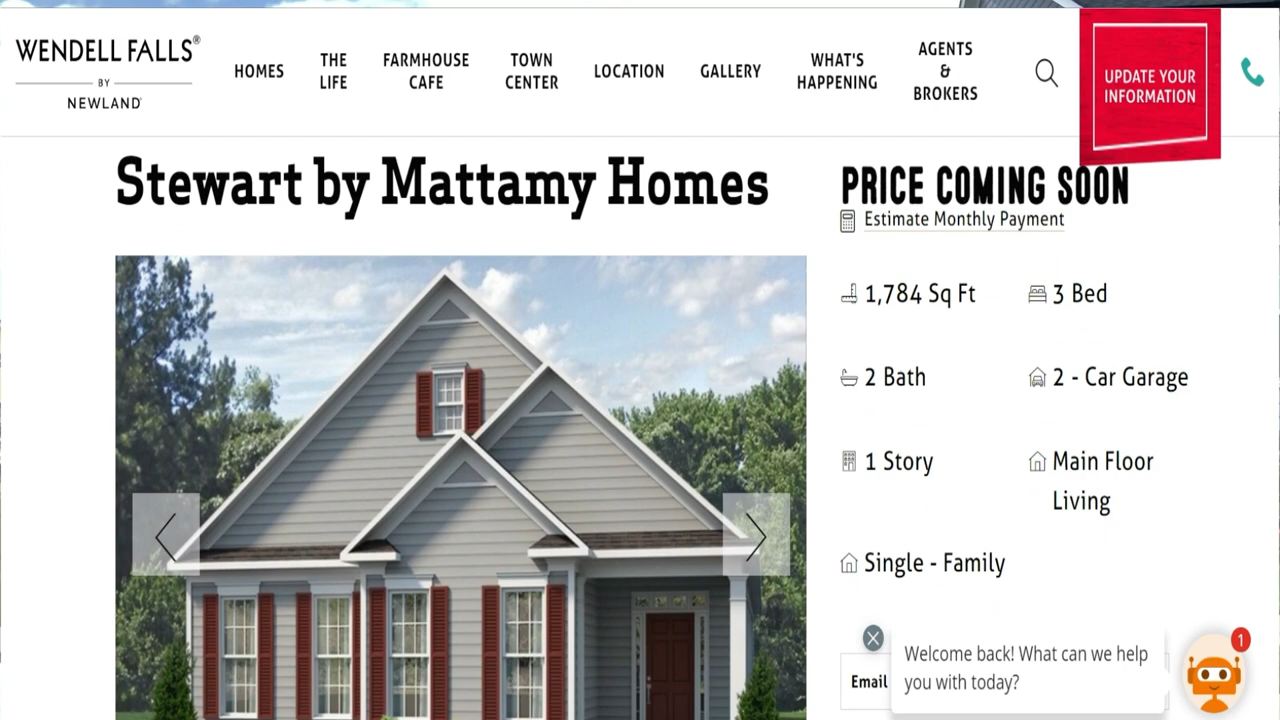 WENDELL FALLS®
BY
NEWLAND
HOMES
THE
LIFE
FARMHOUSE
CAFE
TOWN
CENTER
LOCATION
GALLERY
WHAT'S
HAPPENING
AGENTS
&
BROKERS
UPDATE YOUR
INFORMATION
Stewart by Mattamy Homes
PRICE COMING SOON
Estimate Monthly Payment
1,784 Sq Ft
3 Bed
2 Bath
2 - Car Garage
1 Story
Main Floor
Living
Single - Family
Email
Welcome back! What can we help
you with today?
1